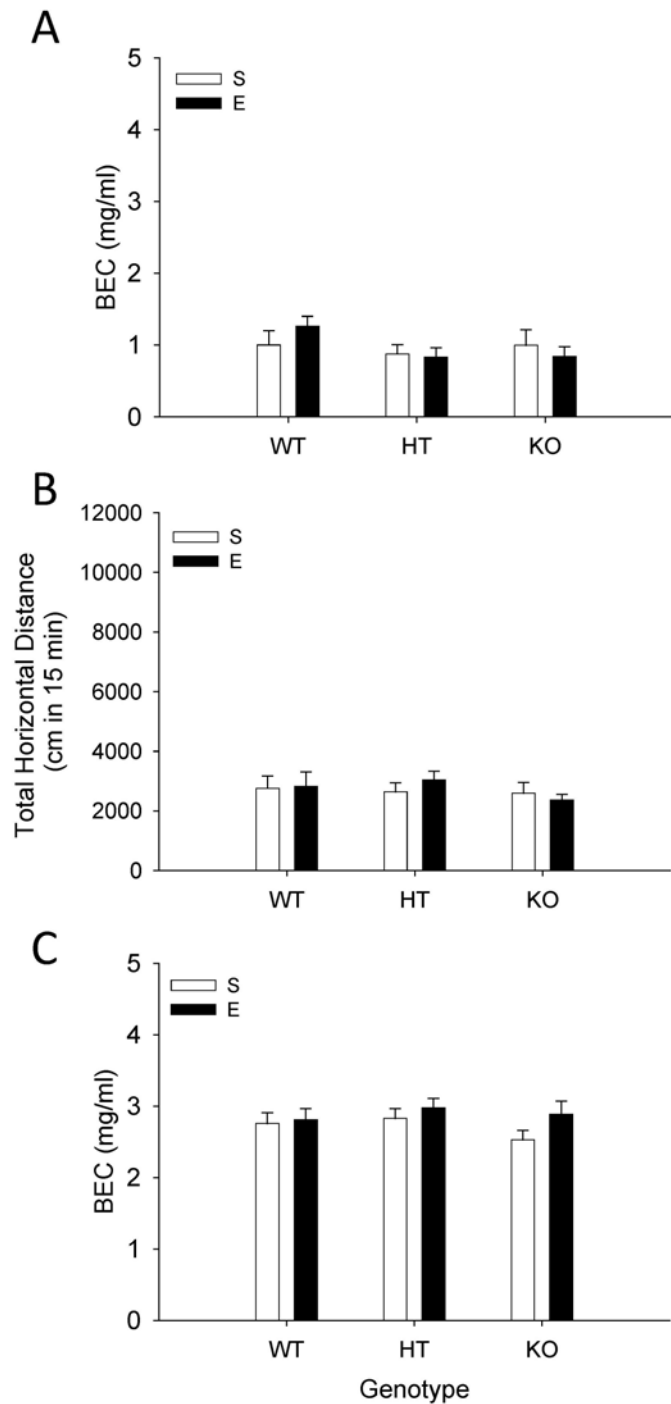 A
BEC (mg/ml)
5
4
3
2
1
0
S
E
WT HT KO
B
Total Horizontal Distance
(cm in 15 min)
12000
10000
8000
6000
4000
2000
0
S
E
WT HT KO
C
BEC (mg/ml)
5
4
3
2
1
0
S
E
WT HT KO
Genotype